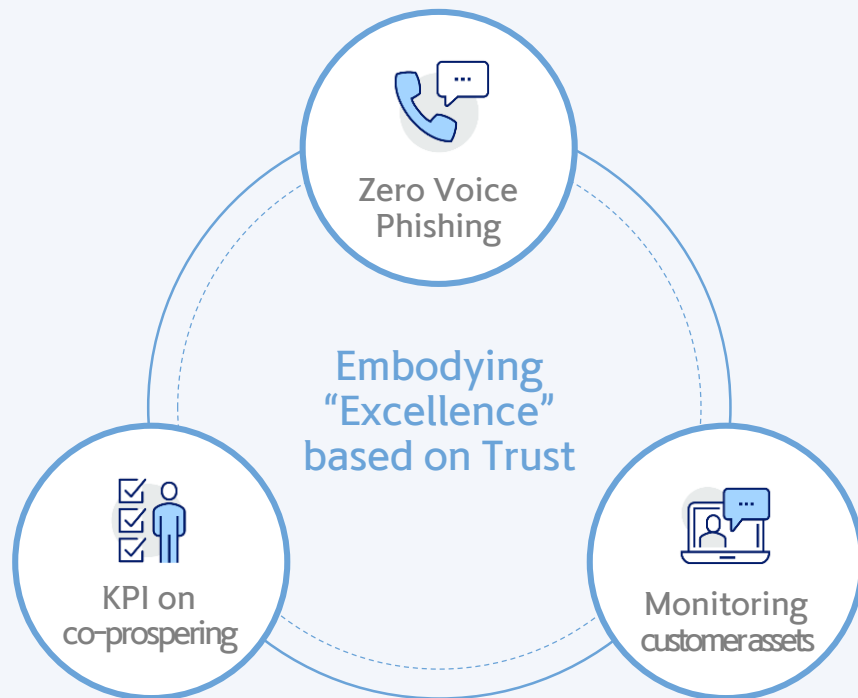 Zero Voice
Phishing
Embodying
“Excellence”
based on Trust
KPI on
co-prospering
Monitoring
customer assets